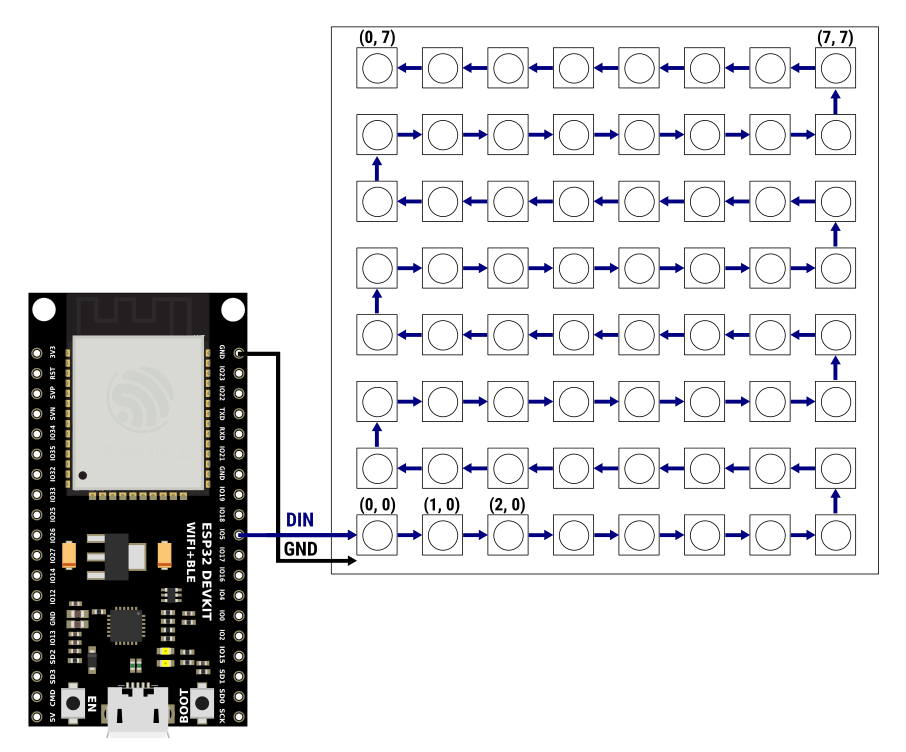 (0, 7)
(7, 7)
(0, 0)
(1, 0)
(2, 0)
DIN
GND
3V3
RST
SVP
SVN
IO34
IO35
IO32
IO33
IO25
IO26
IO27
IO14
IO12
GND
IO13
SD2
SD3
CMD
5V
GND
IO23
IO22
TXD
RXD
IO21
GND
IO19
IO18
IO5
IO17
IO16
IO4
IO0
IO2
IO15
SD1
SD0
SCK
ESP32 DEVKIT
WIFI+BLE
EN
BOOT